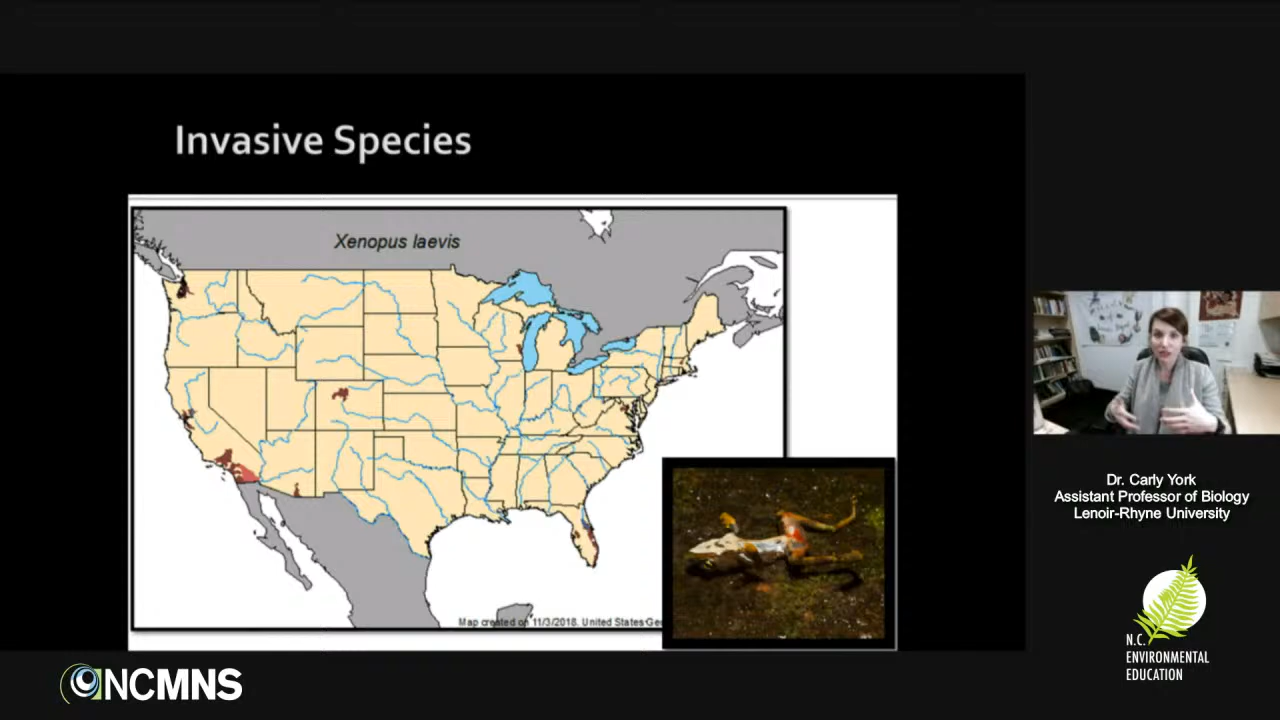 Invasive Species
Xenopus laevis
Map created on 11/3/2018. United States Geo
Dr. Carly York
Assistant Professor of Biology
Lenoir-Rhyne University
N.C.
ENVIRONMENTAL
EDUCATION
NCMNS